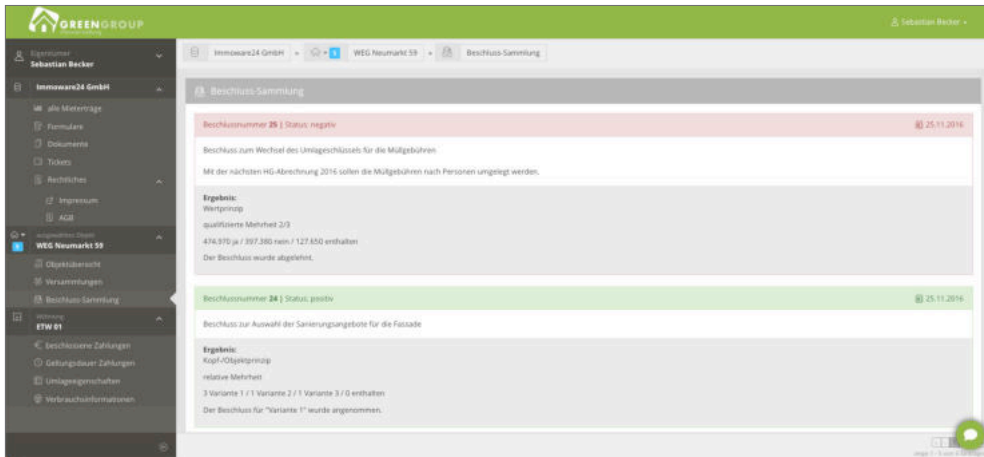 GREENGROUP
Sebastian Becker
Eigentümer
Sebastian Becker
Immoware24 GmbH
alle Mieterträge
Formulare
Dokumente
Tickets
Rechtliches
Impressum
AGB
ausgewähltes Objekt
WEG Neumarkt 59
Objektübersicht
Versammlungen
Beschluss-Sammlung
Wohnung
ETW 01
beschlossene Zahlungen
Geltungsdauer Zahlungen
Umlageeigenschaften
Verbrauchsinformationen
Immoware24 GmbH » 5 WEG Neumarkt 59 » Beschluss-Sammlung
Beschluss-Sammlung
Beschlussnummer 25 | Status: negativ 25.11.2016
Beschluss zum Wechsel des Umlageschlüssels für die Müllgebühren
Mit der nächsten HG-Abrechnung 2016 sollen die Müllgebühren nach Personen umgelegt werden.
Ergebnis:
Wertprinzip
qualifizierte Mehrheit 2/3
474.970 ja / 397.380 nein / 127.650 enthalten
Der Beschluss wurde abgelehnt.
Beschlussnummer 24 | Status: positiv 25.11.2016
Beschluss zur Auswahl der Sanierungsangebote für die Fassade
Ergebnis:
Kopf-/Objektprinzip
relative Mehrheit
3 Variante 1 / 1 Variante 2 / 1 Variante 3 / 0 enthalten
Der Beschluss für "Variante 1" wurde angenommen.